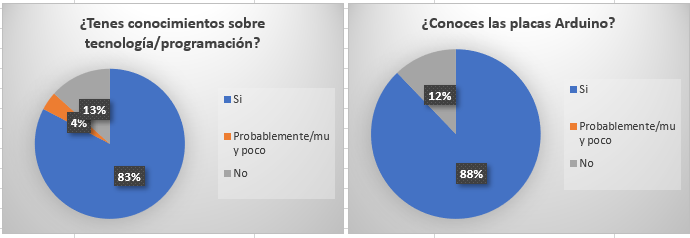 ¿Tenes conocimientos sobre
tecnología/programación?
13%
4%
83%
Si
Probablemente/mu
y poco
No
¿Conoces las placas Arduino?
12%
88%
Si
Probablemente/mu
y poco
No